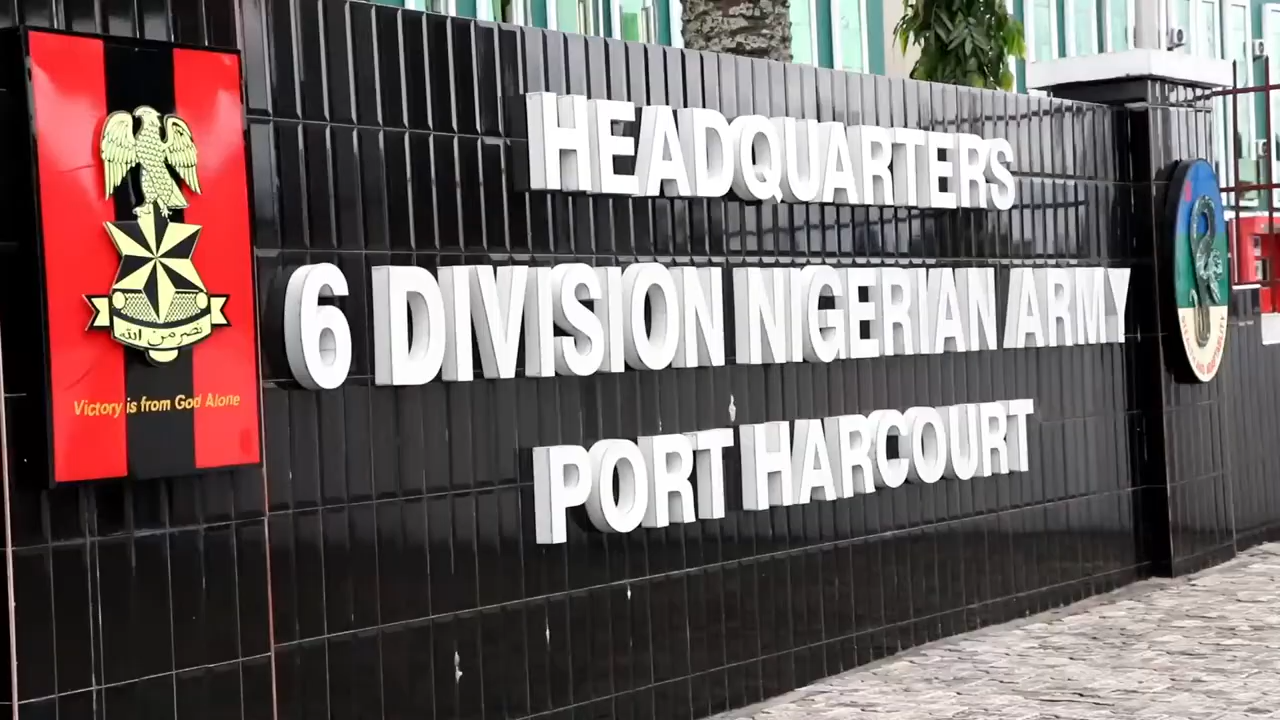 نصر من الله
Victory is from God Alone
HEADQUARTERS
6 DIVISION NIGERIAN ARMY
PORT HARCOURT